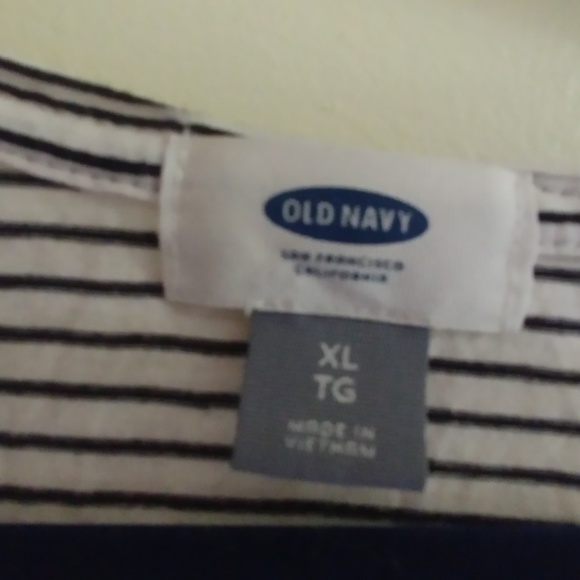 OLD NAVY
SAN FRANCISCO
CALIFORNIA
XL
TG
MADE IN
VIETNAM